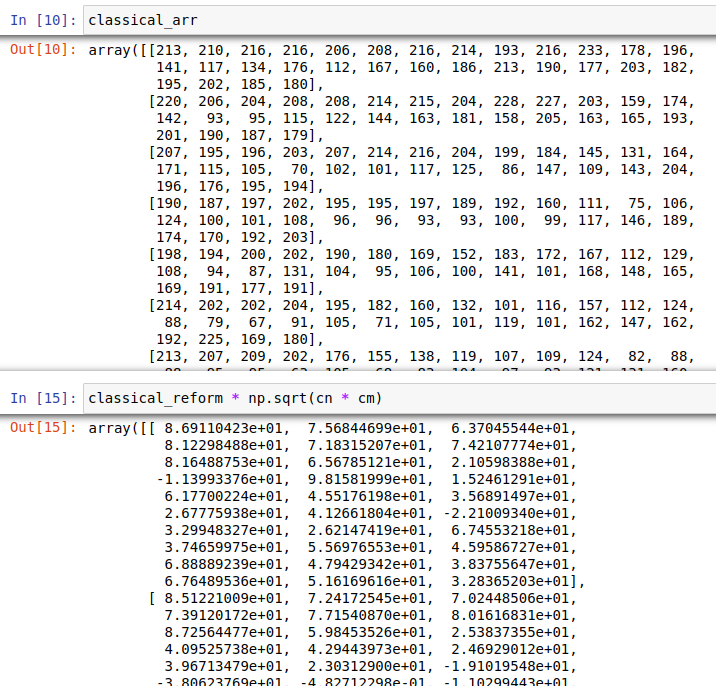 In [10]: classical_arr
Out[10]: array([[213, 210, 216, 216, 206, 208, 216, 214, 193, 216, 233, 178, 196,
141, 117, 134, 176, 112, 167, 160, 186, 213, 190, 177, 203, 182,
195, 202, 185, 180],
[220, 206, 204, 208, 208, 214, 215, 204, 228, 227, 203, 159, 174,
142, 93, 95, 115, 122, 144, 163, 181, 158, 205, 163, 165, 193,
201, 190, 187, 179],
[207, 195, 196, 203, 207, 214, 216, 204, 199, 184, 145, 131, 164,
171, 115, 105, 70, 102, 101, 117, 125, 86, 147, 109, 143, 204,
196, 176, 195, 194],
[190, 187, 197, 202, 195, 195, 197, 189, 192, 160, 111, 75, 106,
124, 100, 101, 108, 96, 96, 93, 93, 100, 99, 117, 146, 189,
174, 170, 192, 203],
[198, 194, 200, 202, 190, 180, 169, 152, 183, 172, 167, 112, 129,
108, 94, 87, 131, 104, 95, 106, 100, 141, 101, 168, 148, 165,
169, 191, 177, 191],
[214, 202, 202, 204, 195, 182, 160, 132, 101, 116, 157, 112, 124,
88, 79, 67, 91, 105, 71, 105, 101, 119, 101, 162, 147, 162,
192, 225, 169, 180],
[213, 207, 209, 202, 176, 155, 138, 119, 107, 109, 124, 82, 88,
In [15]: classical_reform * np.sqrt(cn * cm)
Out[15]: array([[ 8.69110423e+01, 7.56844699e+01, 6.37045544e+01,
8.12298488e+01, 7.18315207e+01, 7.42107774e+01,
8.16488753e+01, 6.56785121e+01, 2.10598388e+01,
-1.13993376e+01, 9.81581999e+01, 1.52461291e+01,
6.17700224e+01, 4.55176198e+01, 3.56891497e+01,
2.67775938e+01, 4.12661804e+01, -2.21009340e+01,
3.29948327e+01, 2.62147419e+01, 6.74553218e+01,
3.74659975e+01, 5.56976553e+01, 4.59586727e+01,
6.88889239e+01, 4.79429342e+01, 3.83755647e+01,
6.76489536e+01, 5.16169616e+01, 3.28365203e+01],
[ 8.51221009e+01, 7.24172545e+01, 7.02448506e+01,
7.39120172e+01, 7.71540870e+01, 8.01616831e+01,
8.72564477e+01, 5.98453526e+01, 2.53837355e+01,
4.09525738e+01, 4.29443973e+01, 2.46929012e+01,
3.96713479e+01, 2.30312900e+01, -1.91019548e+01,
-3.80623769e+01, -4.82712298e-01, -1.10299443e+01,